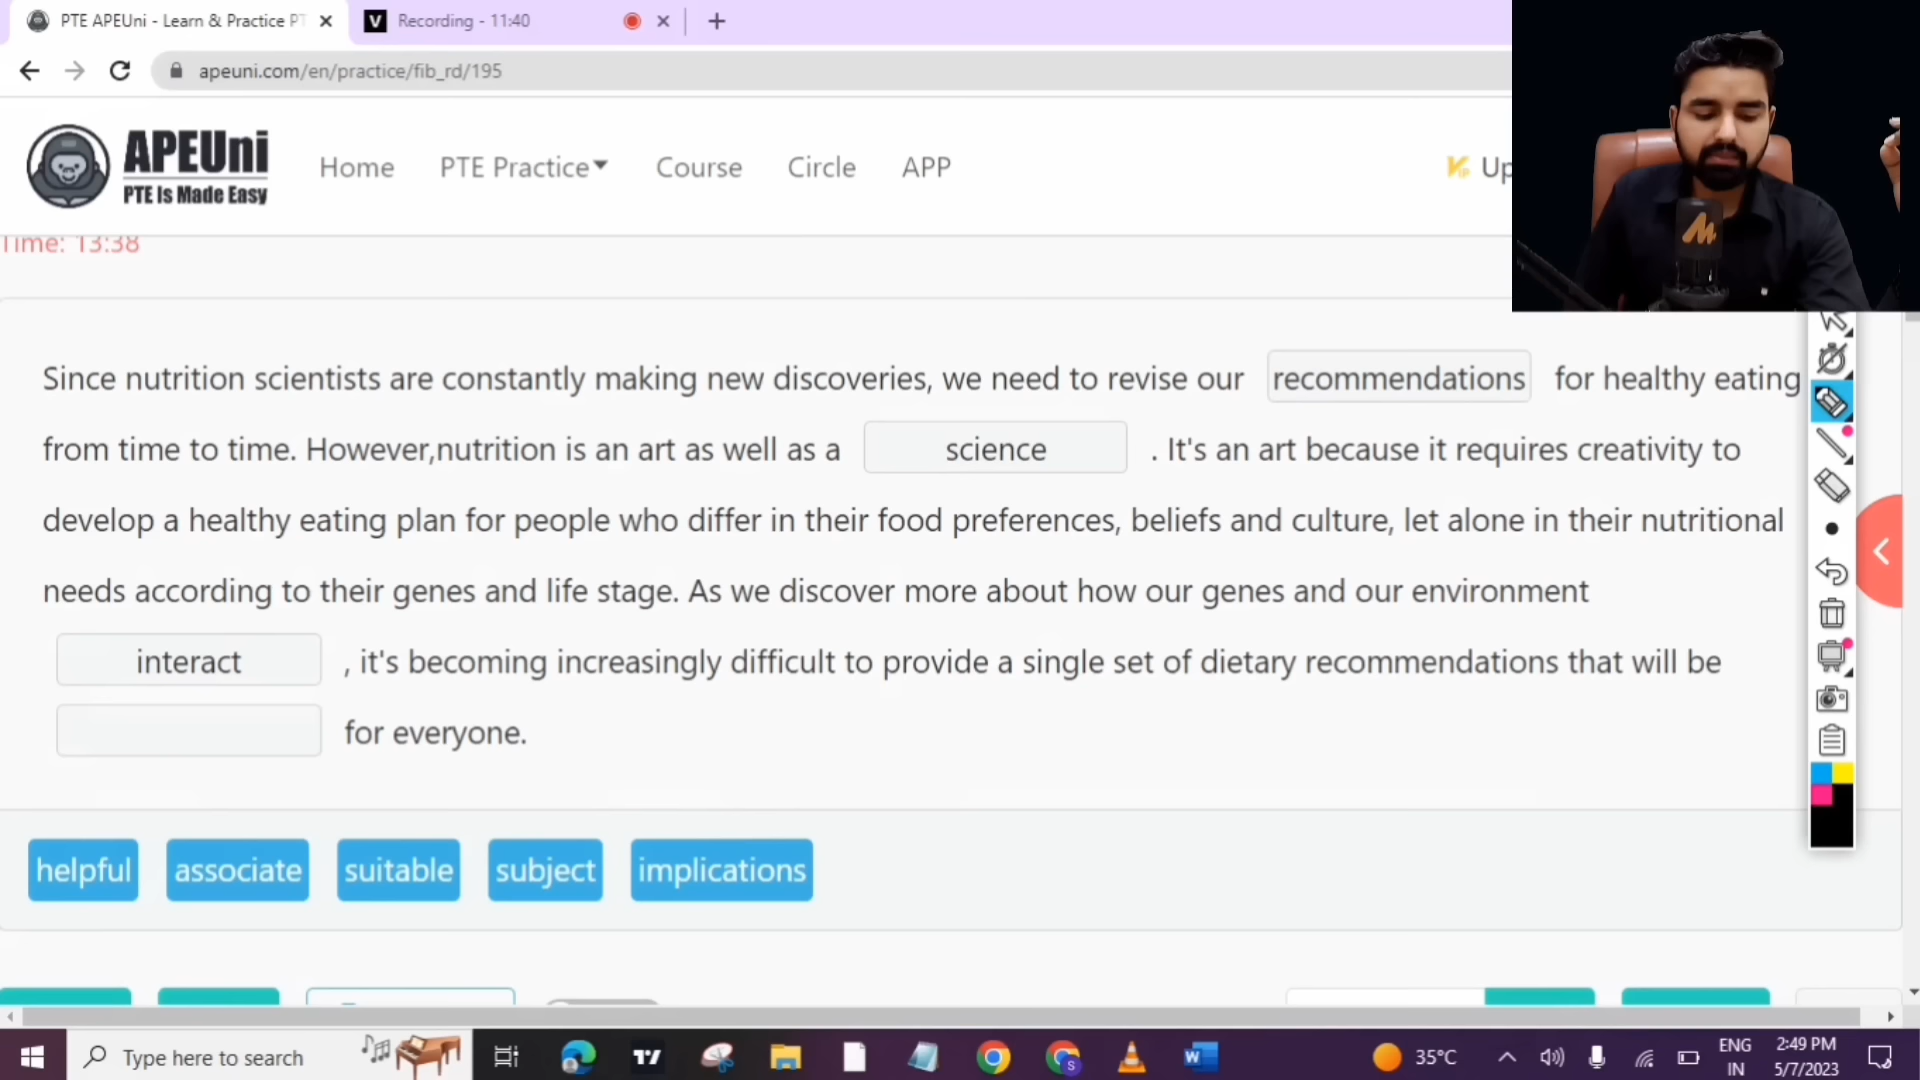 PTE APEUni - Learn & Practice PT
Recording - 11:40
apeuni.com/en/practice/fib_rd/195
APEUni
PTE Is Made Easy
Home
PTE Practice
Course
Circle
APP
Up
Time: 13:38
Since nutrition scientists are constantly making new discoveries, we need to revise our recommendations for healthy eating
from time to time. However,nutrition is an art as well as a science . It's an art because it requires creativity to
develop a healthy eating plan for people who differ in their food preferences, beliefs and culture, let alone in their nutritional
needs according to their genes and life stage. As we discover more about how our genes and our environment
interact , it's becoming increasingly difficult to provide a single set of dietary recommendations that will be
for everyone.
helpful associate suitable subject implications
Type here to search
35°C
ENG
IN
2:49 PM
5/7/2023